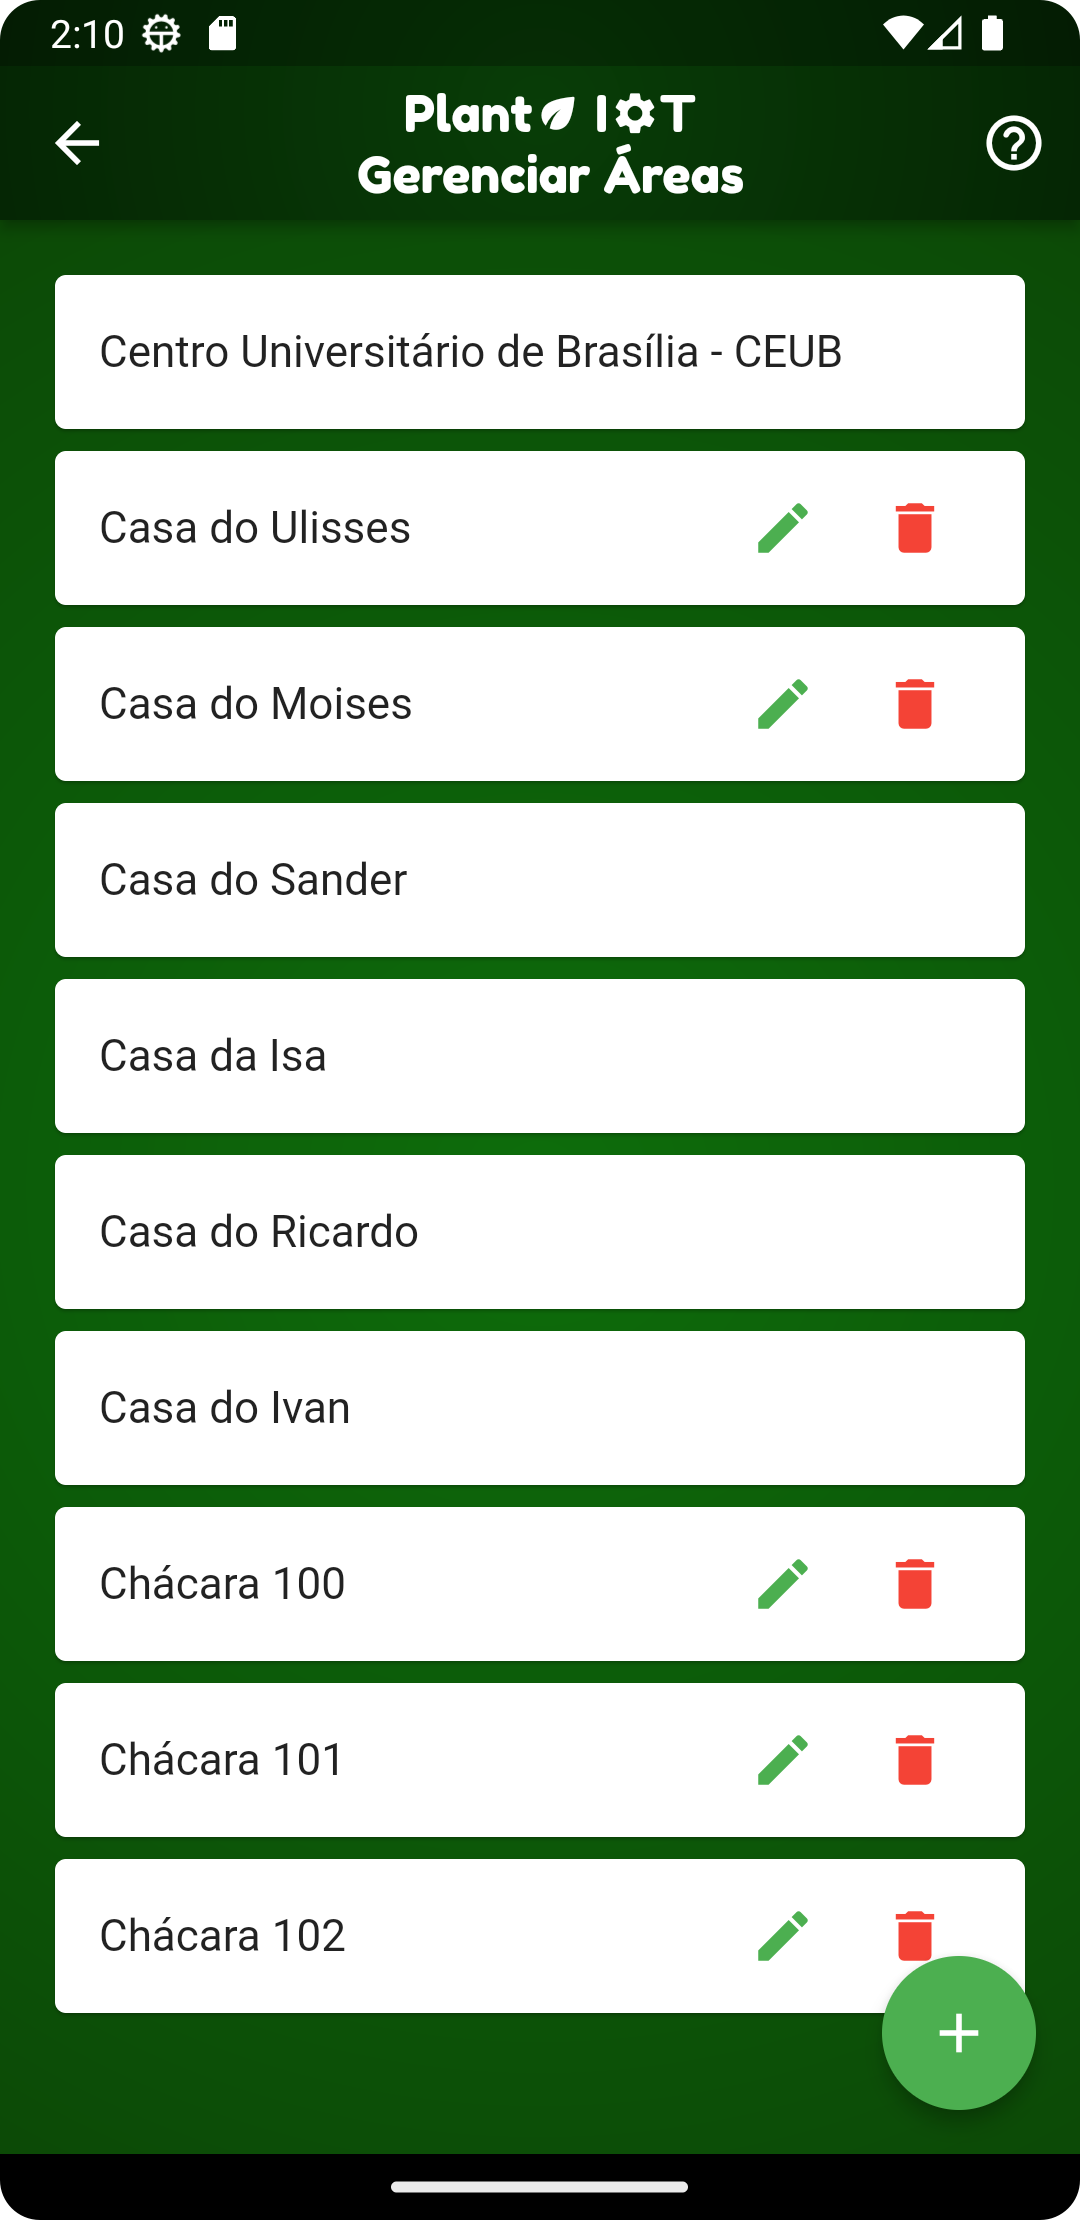 2:10
Plant IOT
Gerenciar Áreas
Centro Universitário de Brasília - CEUB
Casa do Ulisses
Casa do Moises
Casa do Sander
Casa da Isa
Casa do Ricardo
Casa do Ivan
Chácara 100
Chácara 101
Chácara 102